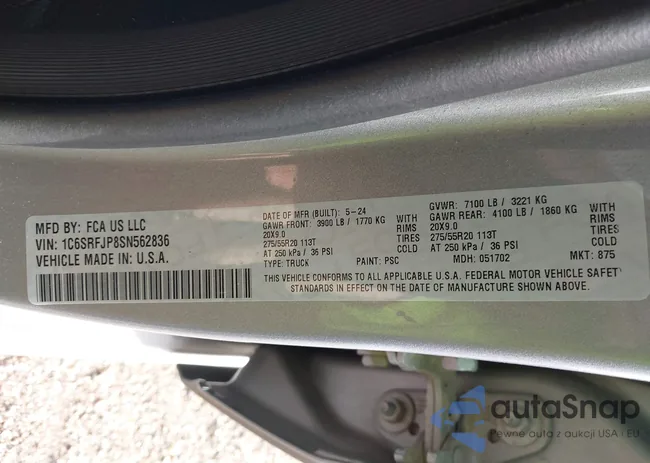 MFD BY: FCA US LLC
VIN: 1C6SRFJP8SN562836
VEHICLE MADE IN: U.S.A.
DATE OF MFR (BUILT): 5-24
GAWR FRONT: 3900 LB / 1770 KG WITH
20X9.0 RIMS
275/55R20 113T TIRES
AT 250 kPa / 36 PSI COLD
TYPE: TRUCK PAINT: PSC
GVWR: 7100 LB / 3221 KG
GAWR REAR: 4100 LB / 1860 KG WITH
20X9.0 RIMS
275/55R20 113T TIRES
AT 250 kPa / 36 PSI COLD
MDH: 051702 MKT: 875
THIS VEHICLE CONFORMS TO ALL APPLICABLE U.S.A. FEDERAL MOTOR VEHICLE SAFETY
STANDARDS IN EFFECT ON THE DATE OF MANUFACTURE SHOWN ABOVE.
autaSnap
Pewne auta z aukcji USA i EU